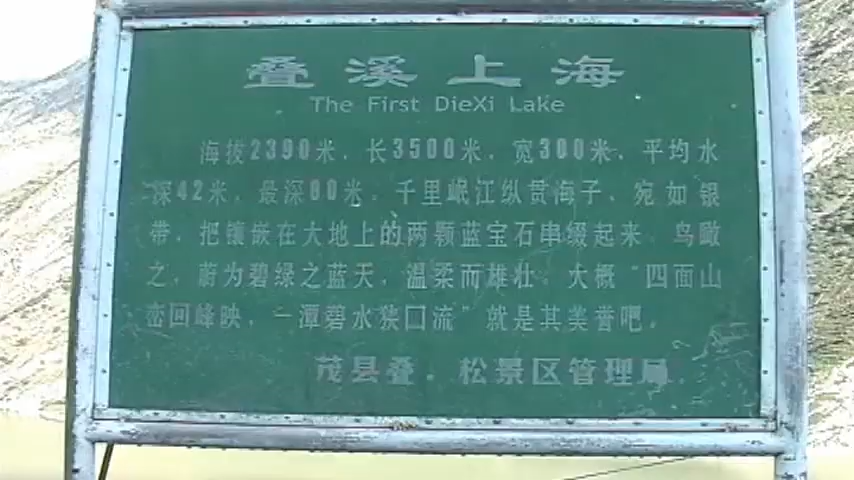 叠溪上海
The First DieXi Lake
海拔2390米，长3500米，宽300米，平均水
深42米，最深80米。千里岷江纵贯海子，宛如银
带，把镶嵌在大地上的两颗蓝宝石串缀起来。鸟瞰
之，蔚为碧绿之蓝天，温柔而雄壮。大概“四面山
峦回峰映，一潭碧水狭口流”就是其美誉吧。
茂县叠，松景区管理局